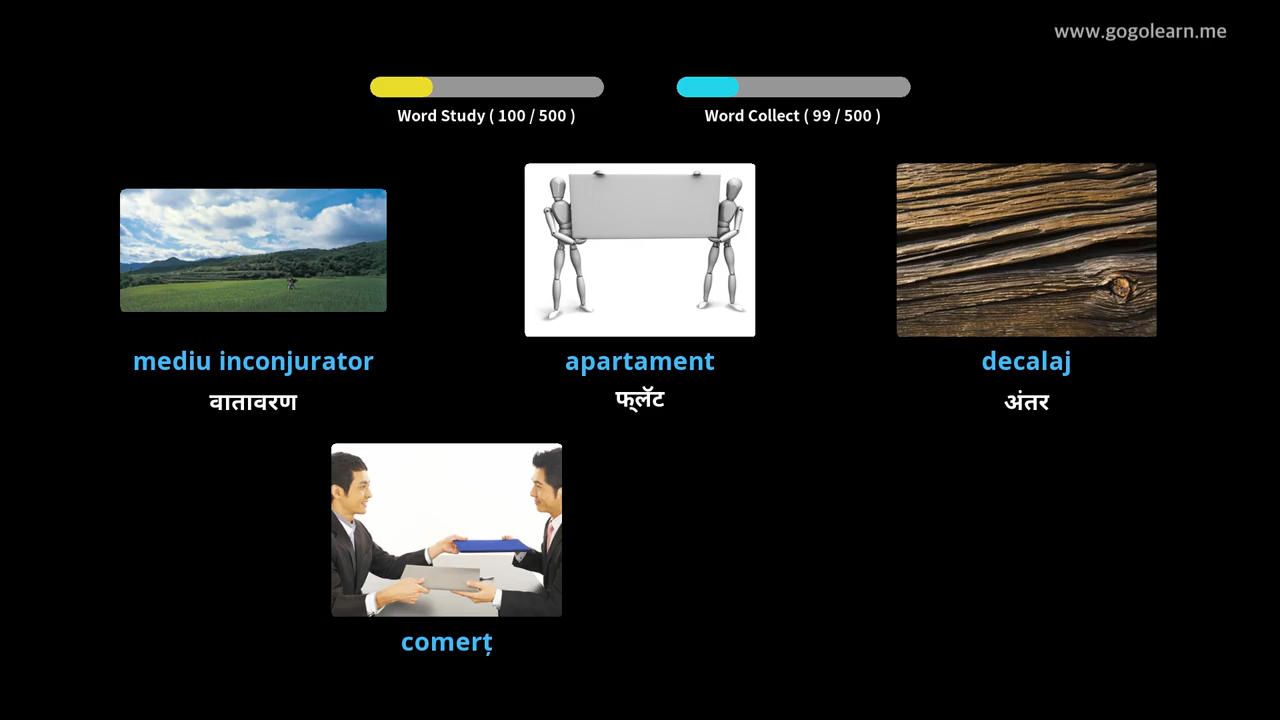 www.gogolearn.me
Word Study ( 100 / 500 )
Word Collect ( 99 / 500 )
mediu inconjurator
apartament
decalaj
वातावरण
फ्लॅट
अंतर
comerț